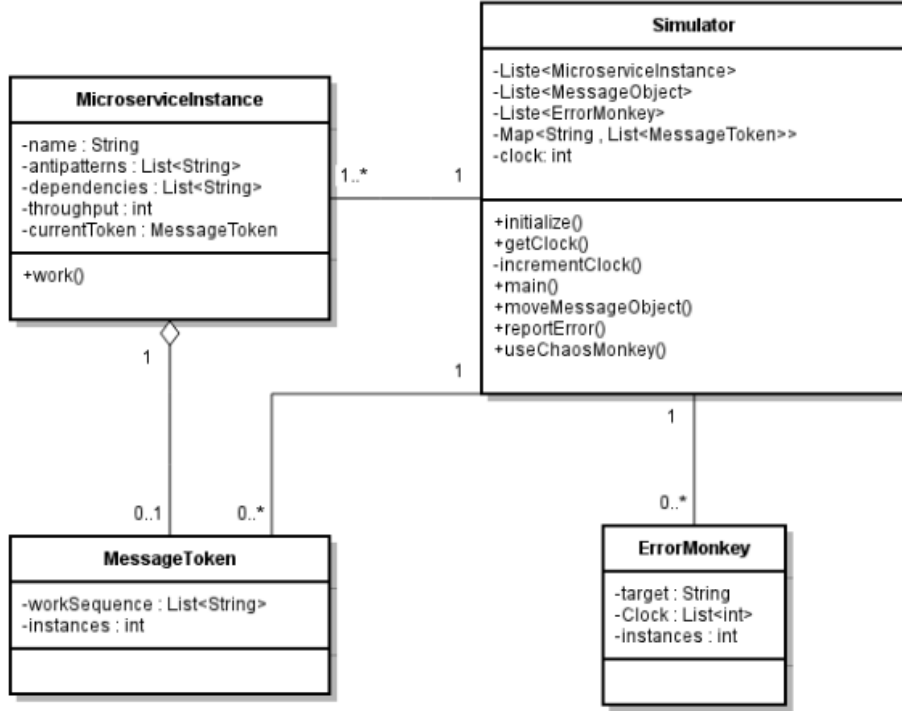 Simulator
-Liste<MicroserviceInstance>
-Liste<MessageObject>
-Liste<ErrorMonkey>
-Map<String , List<MessageToken>>
-clock: int
+initialize()
+getClock()
-incrementClock()
+main()
+moveMessageObject()
+reportError()
+useChaosMonkey()
MicroserviceInstance
-name : String
-antipatterns : List<String>
-dependencies : List<String>
-throughput : int
-currentToken : MessageToken
+work()
1..*
1
1
1
1
0..1
0..*
0..*
MessageToken
-workSequence : List<String>
-instances : int
ErrorMonkey
-target : String
-Clock : List<int>
-instances : int